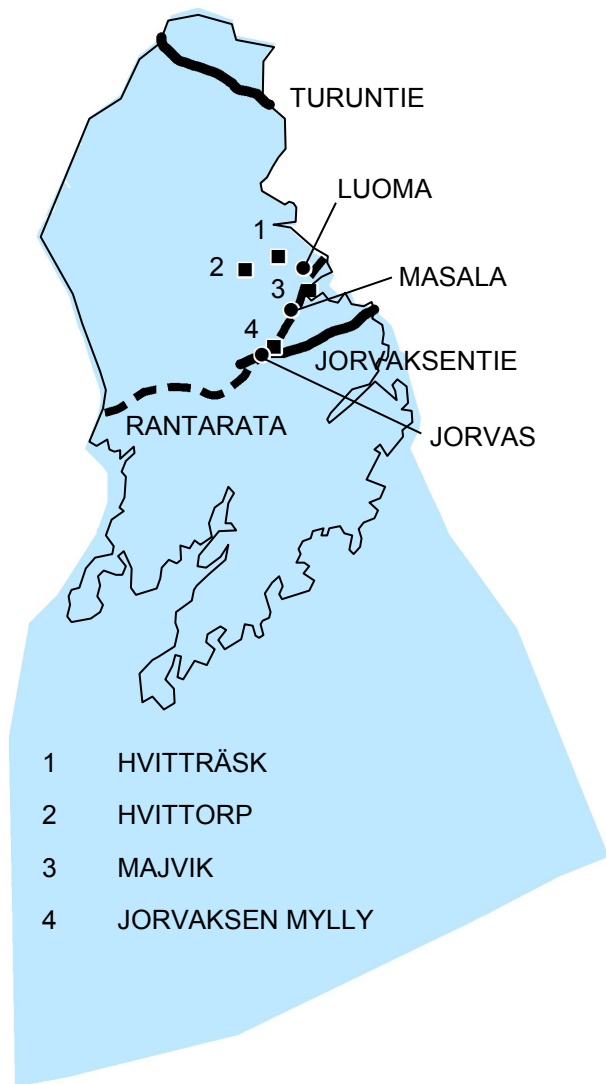 TURUNTIE
LUOMA
1
2
MASALA
3
4
JORVAKSENTIE
RANTARATA
JORVAS
1 HVITTRÄSK
2 HVITTORP
3 MAJVIK
4 JORVAKSEN MYLLY